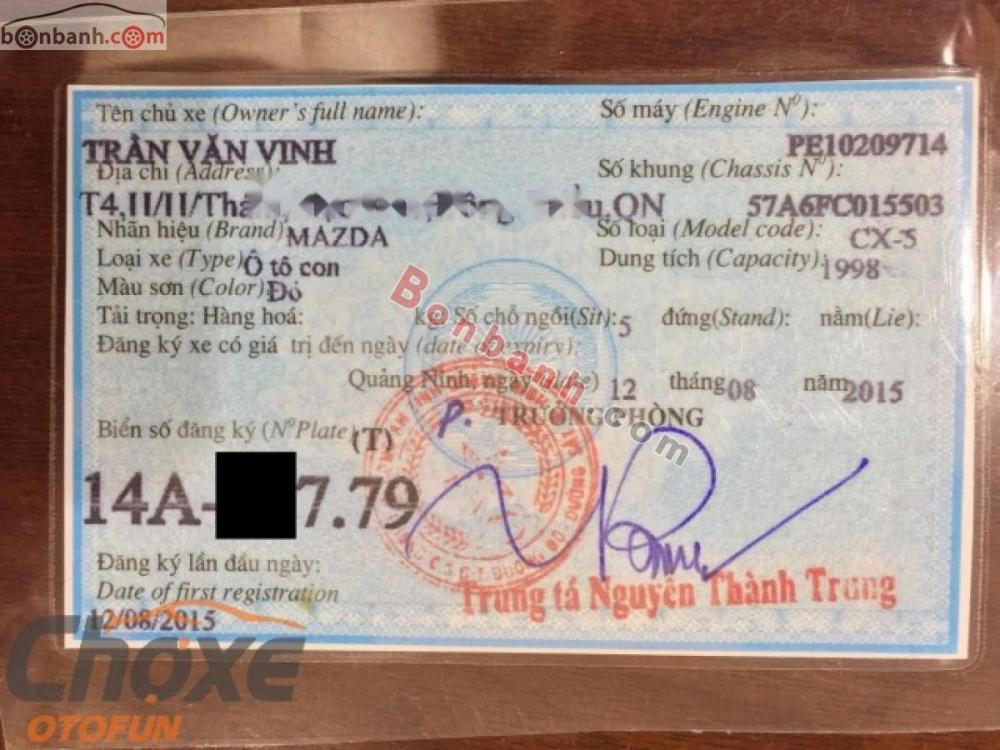 bonbanh.com
Tên chủ xe (Owner's full name):
Số máy (Engine Nº):
TRẦN VĂN VINH
PE10209714
Địa chỉ (Address):
Số khung (Chassis Nº):
T4,II/II/Th ,QN
57A6FC015503
Nhãn hiệu (Brand) MAZDA
Số loại (Model code): CX-5
Loại xe (Type) Ô tô con
Dung tích (Capacity): 1998
Màu sơn (Color) Đỏ
Tải trọng: Hàng hoá: kg, Số chỗ ngồi(Sit): 5 đứng(Stand): nằm(Lie):
Đăng ký xe có giá trị đến ngày (date of expiry):
Quảng Ninh, ngày (date) 12 tháng 08 năm 2015
P. TRƯỞNG PHÒNG
Biển số đăng ký (NºPlate) (T)
14A- 7.79
Bonbanh.com
Đăng ký lần đầu ngày:
Date of first registration
Trung tá Nguyễn Thành Trung
12/08/2015
Choxe
OTOFUN